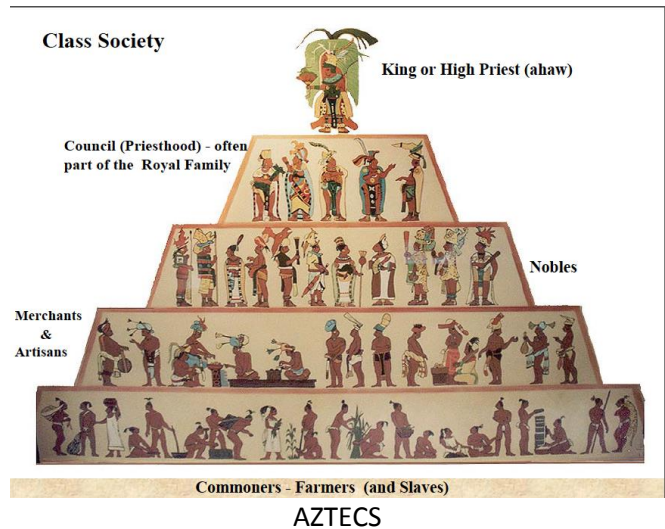 Class Society
King or High Priest (ahaw)
Council (Priesthood) - often
part of the Royal Family
Nobles
Merchants
&
Artisans
Commoners - Farmers (and Slaves)
AZTECS